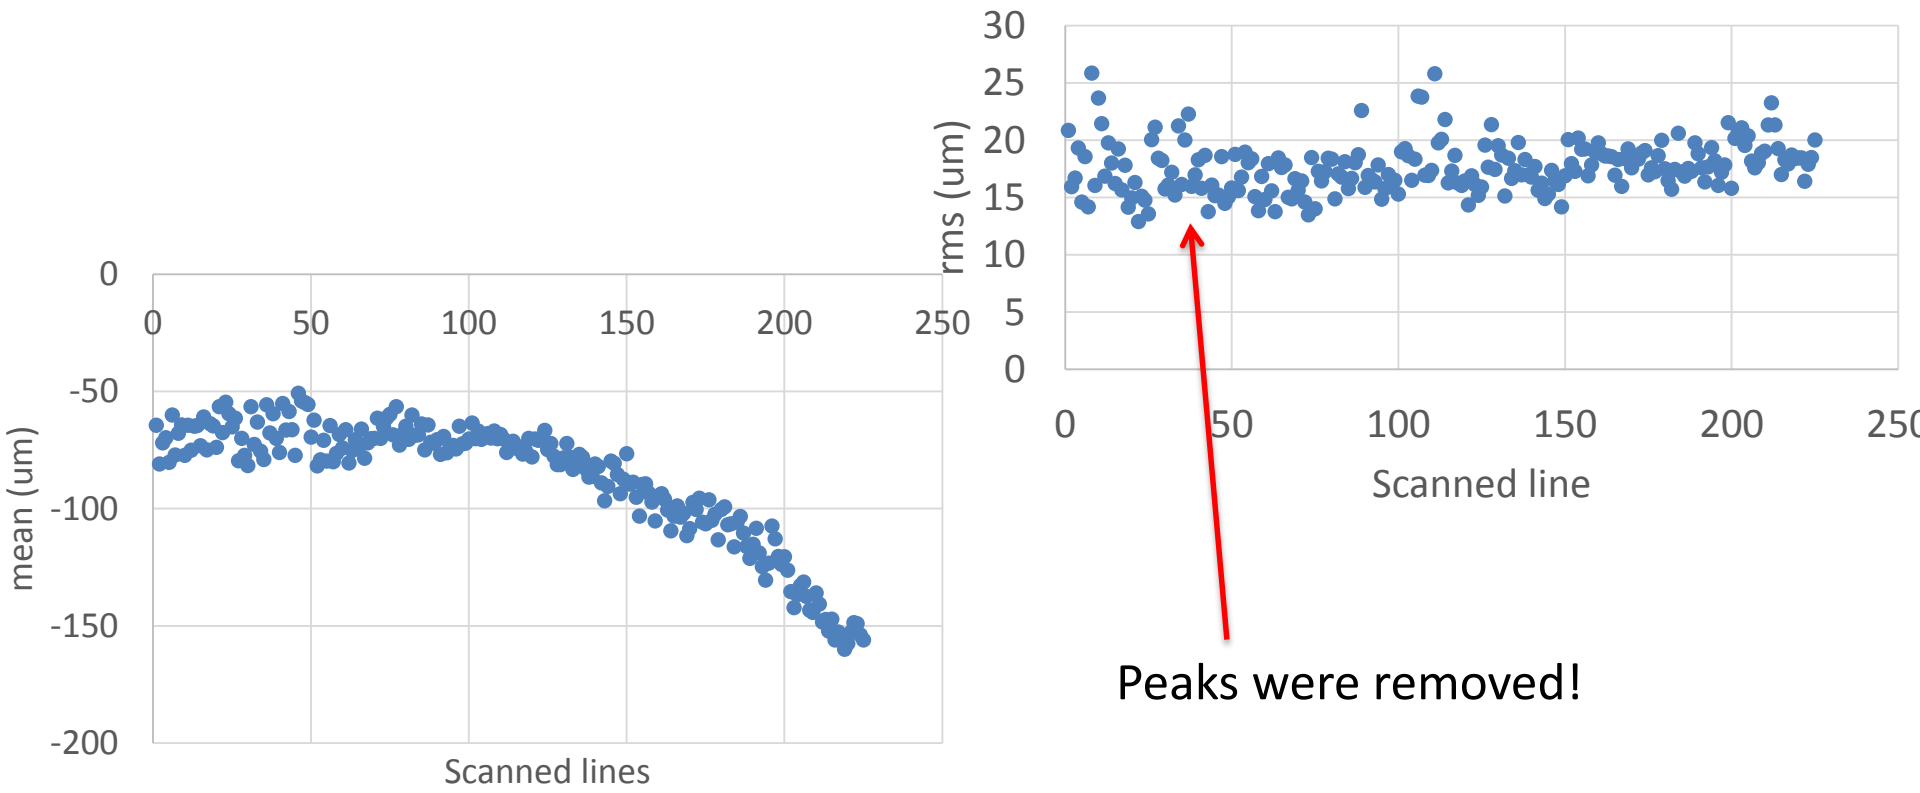 30
25
20
15
10
5
0
rms (um)
0 50 100 150 200 250
Scanned line
0
0 50 100 150 200 250
-50
-100
-150
-200
mean (um)
Scanned lines
Peaks were removed!